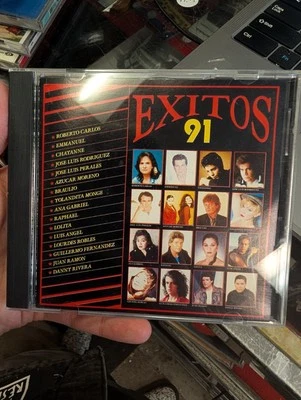 EXITOS
91
ROBERTO CARLOS
EMMANUEL
CHAYANNE
JOSE LUIS RODRIGUEZ
JOSE LUIS PERALES
AZUCAR MORENO
BRAULIO
YOLANDITA MONGE
ANA GABRIEL
RAPHAEL
LOLITA
LUIS ANGEL
LOURDES ROBLES
GUILLERMO FERNANDEZ
JUAN RAMON
DANNY RIVERA